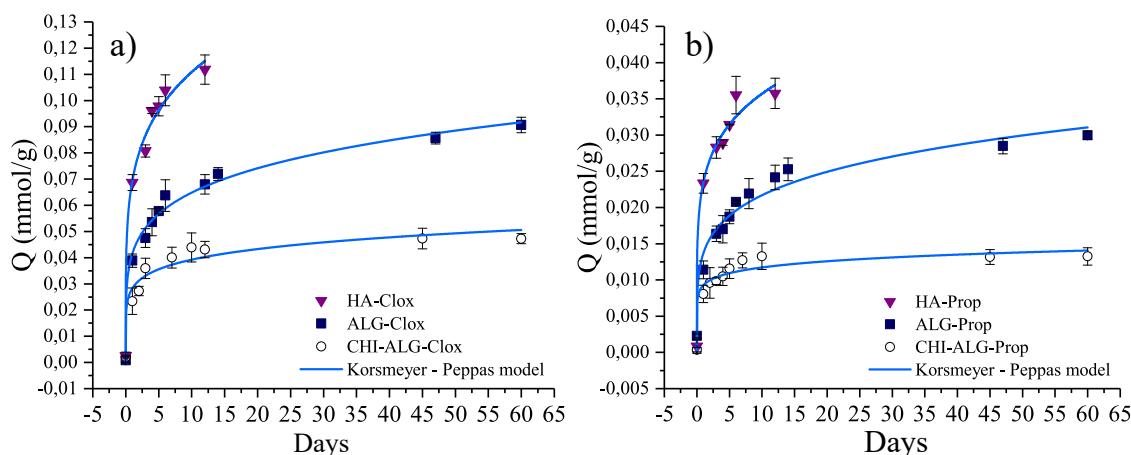 a)
Q (mmol/g)
0,13
0,12
0,11
0,10
0,09
0,08
0,07
0,06
0,05
0,04
0,03
0,02
0,01
0,00
-0,01
HA-Clox
ALG-Clox
CHI-ALG-Clox
Korsmeyer - Peppas model
-5 0 5 10 15 20 25 30 35 40 45 50 55 60 65
Days
b)
Q (mmol/g)
0,045
0,040
0,035
0,030
0,025
0,020
0,015
0,010
0,005
0,000
-0,005
HA-Prop
ALG-Prop
CHI-ALG-Prop
Korsmeyer - Peppas model
-5 0 5 10 15 20 25 30 35 40 45 50 55 60 65
Days